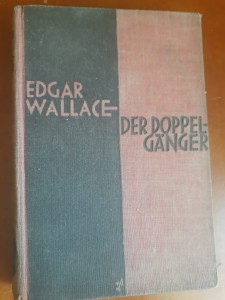 EDGAR
WALLACE-
DER DOPPEL-
GÄNGER